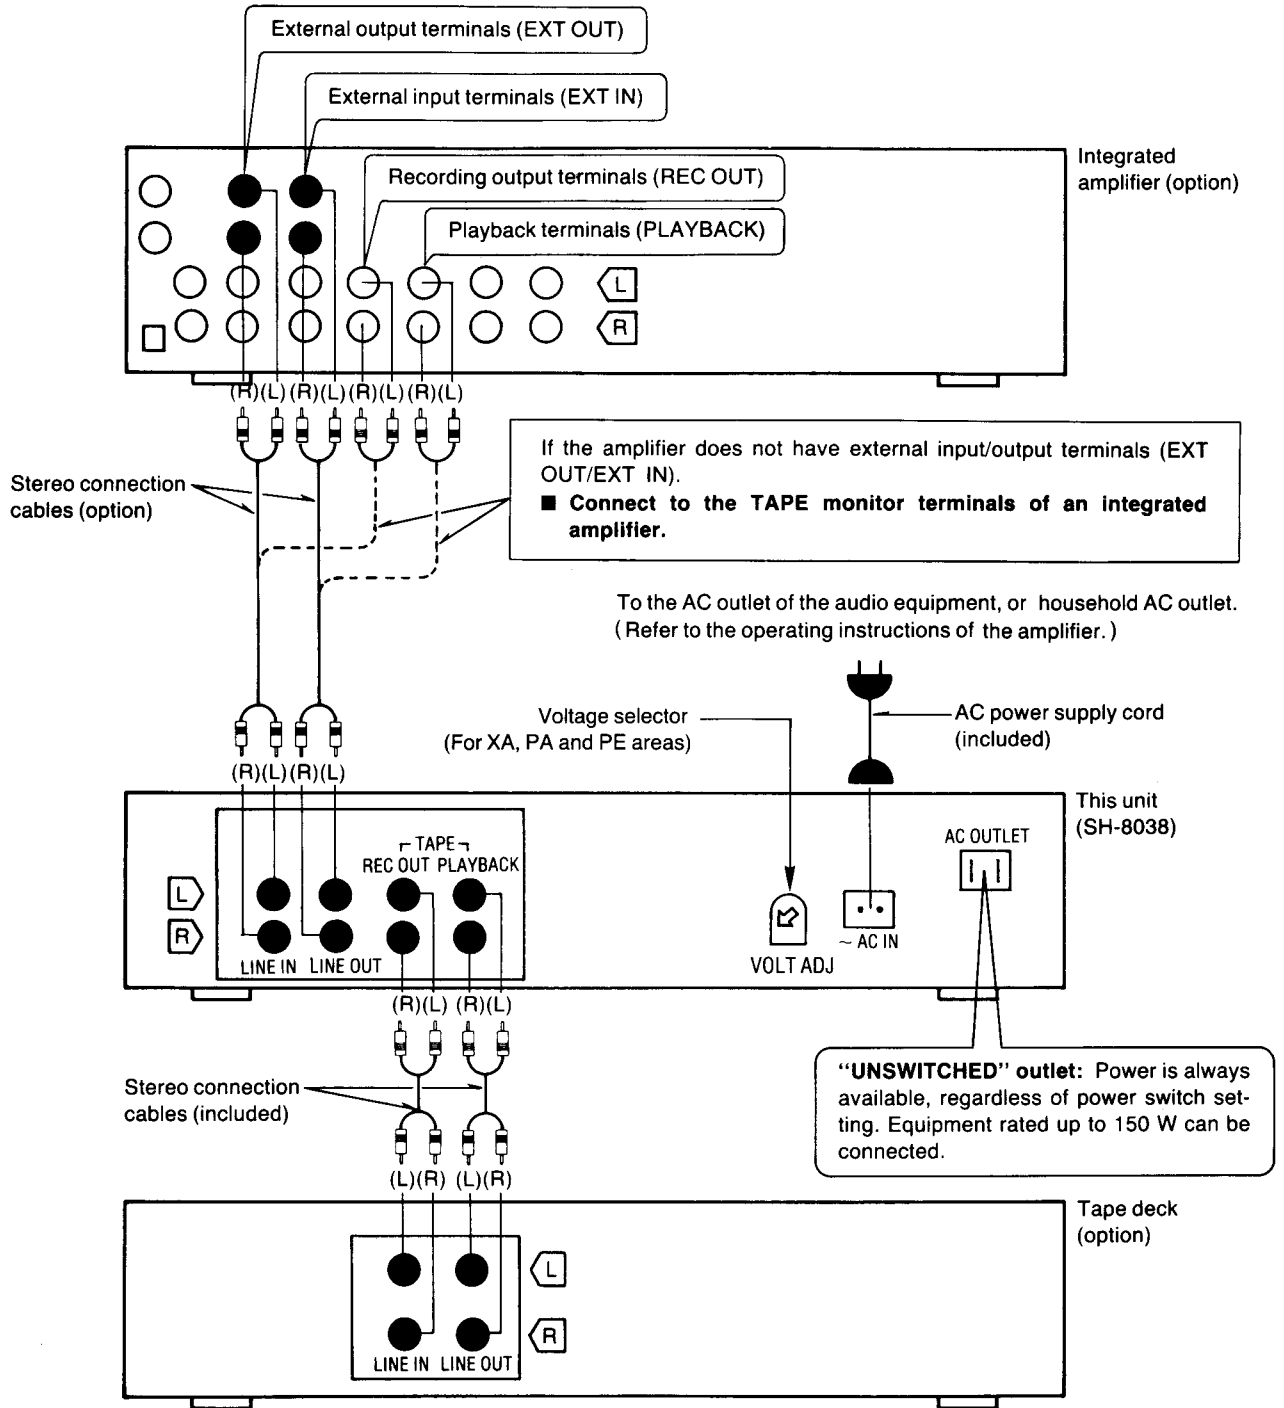 External output terminals (EXT OUT)
External input terminals (EXT IN)
Integrated
amplifier (option)
Recording output terminals (REC OUT)
Playback terminals (PLAYBACK)
L
R
(R)(L) (R)(L) (R)(L) (R)(L)
If the amplifier does not have external input/output terminals (EXT
OUT/EXT IN).
■ Connect to the TAPE monitor terminals of an integrated
amplifier.
Stereo connection
cables (option)
To the AC outlet of the audio equipment, or household AC outlet.
(Refer to the operating instructions of the amplifier.)
Voltage selector
(For XA, PA and PE areas)
AC power supply cord
(included)
(R)(L)(R)(L)
This unit
(SH-8038)
TAPE
REC OUT PLAYBACK
AC OUTLET
L
R
LINE IN LINE OUT
~ AC IN
VOLT ADJ
(R)(L) (R)(L)
"UNSWITCHED" outlet: Power is always
available, regardless of power switch set-
ting. Equipment rated up to 150 W can be
connected.
Stereo connection
cables (included)
(L)(R) (L)(R)
Tape deck
(option)
L
R
LINE IN LINE OUT